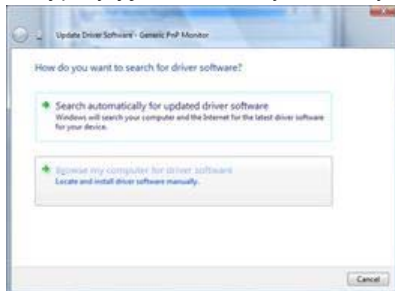 Update Driver Software - Generic PnP Monitor
How do you want to search for driver software?
Search automatically for updated driver software
Windows will search your computer and the Internet for the latest driver software
for your device.
Browse my computer for driver software
Locate and install driver software manually.
Cancel